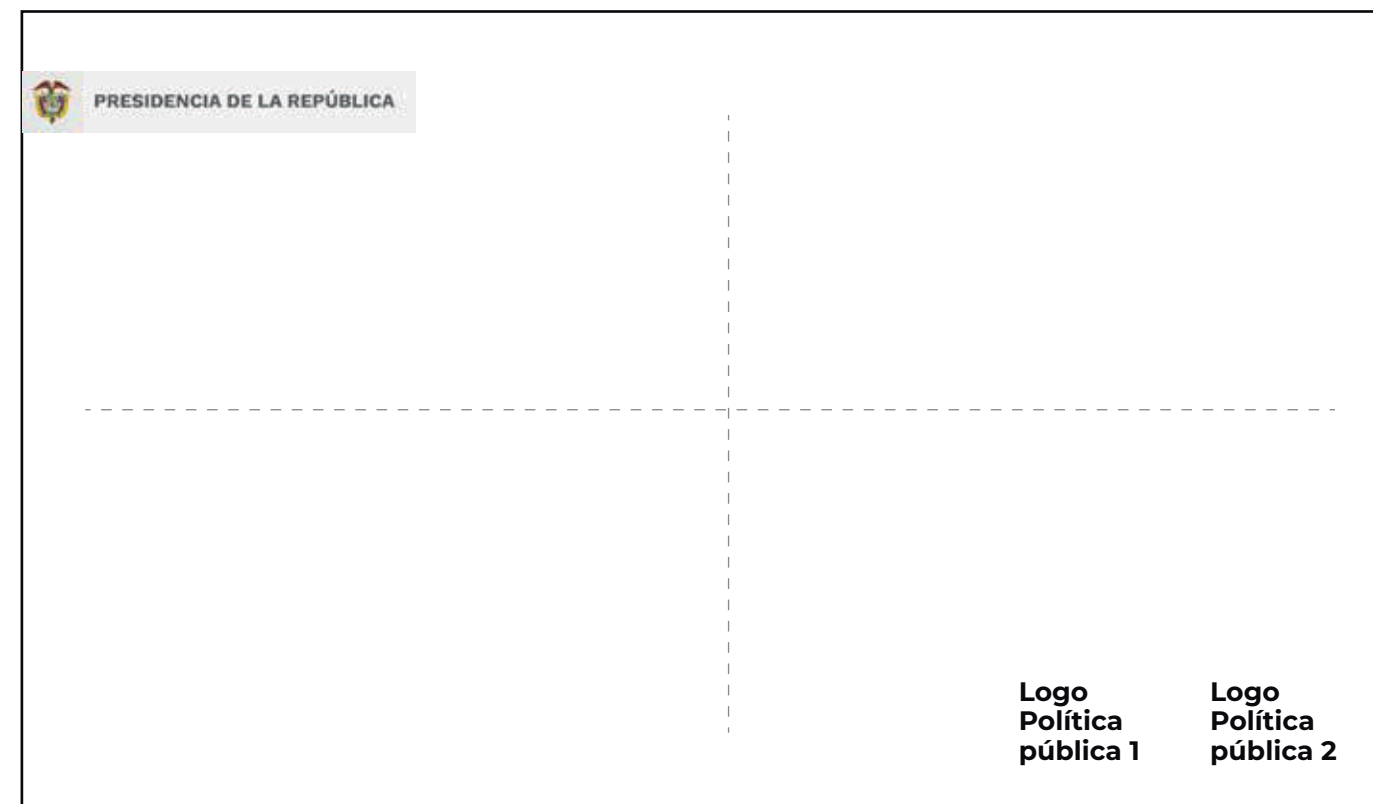 PRESIDENCIA DE LA REPÚBLICA
Logo
Política
pública 1
Logo
Política
pública 2